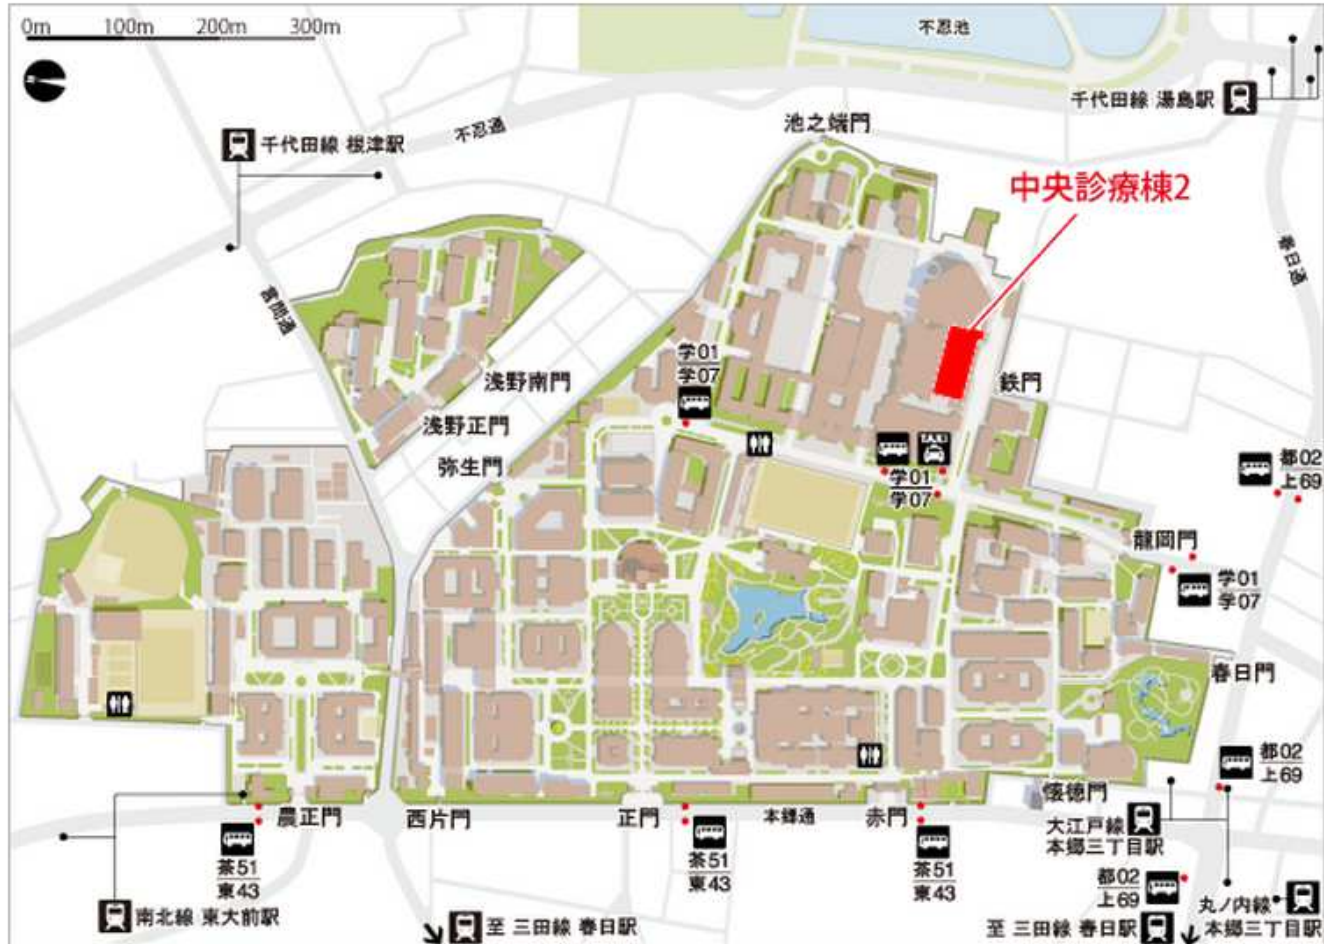 0m 100m 200m 300m
不忍池
千代田線 湯島駅
池之端門
千代田線 根津駅
不忍通
中央診療棟2
春日通
言問通
学01
学07
浅野南門
鉄門
浅野正門
弥生門
TAXI
学01
学07
都02
上69
龍岡門
学01
学07
春日門
都02
上69
懐徳門
農正門
西片門
正門
本郷通
赤門
大江戸線
本郷三丁目駅
茶51
東43
茶51
東43
茶51
東43
都02
上69
丸ノ内線
本郷三丁目駅
南北線 東大前駅
至 三田線 春日駅
至 三田線 春日駅